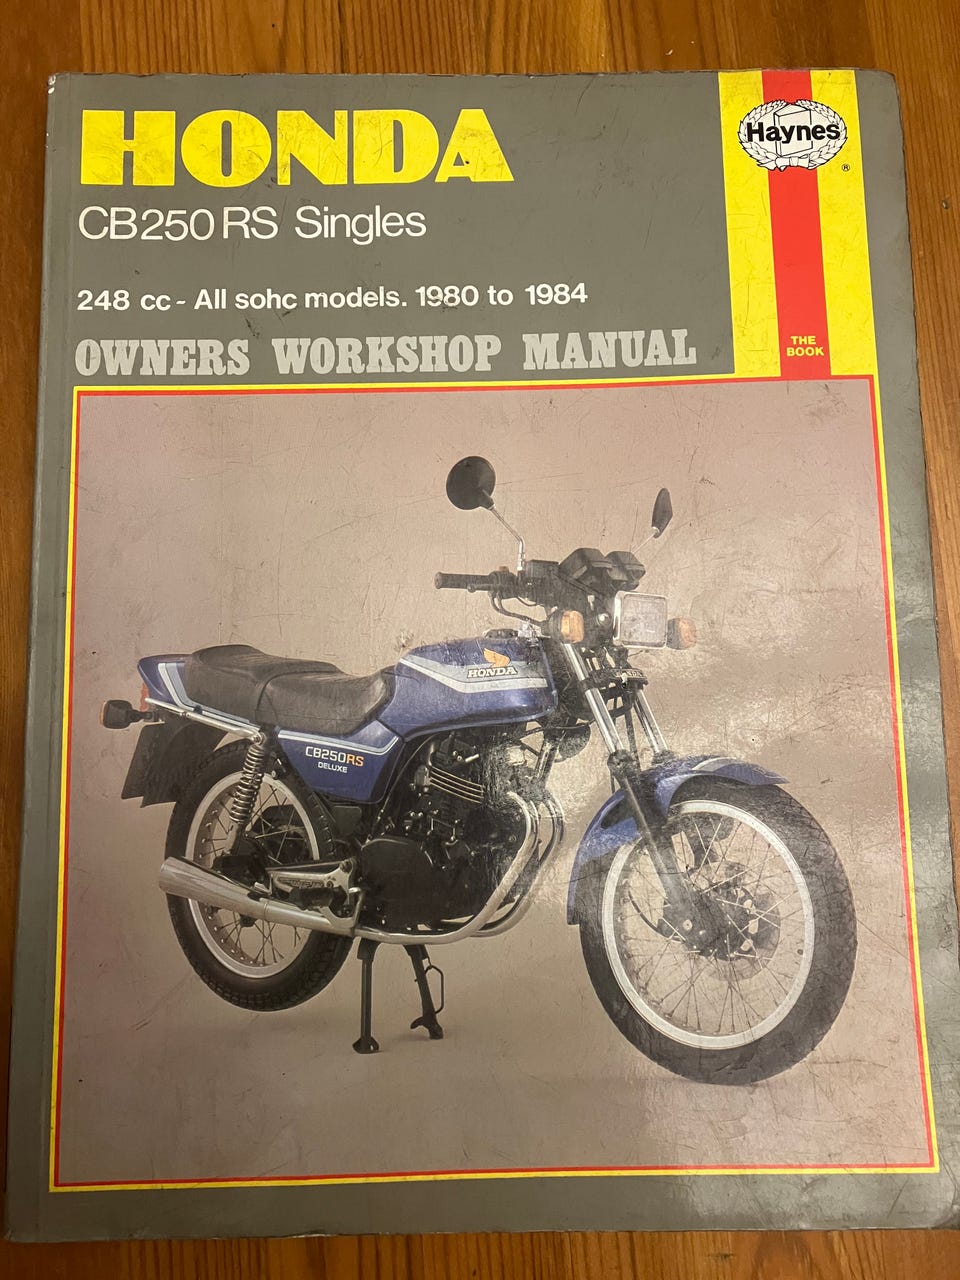 HONDA
CB250 RS Singles
248 cc - All sohc models. 1980 to 1984
OWNERS WORKSHOP MANUAL
Haynes
®
THE
BOOK
HONDA
CB250RS
DELUXE